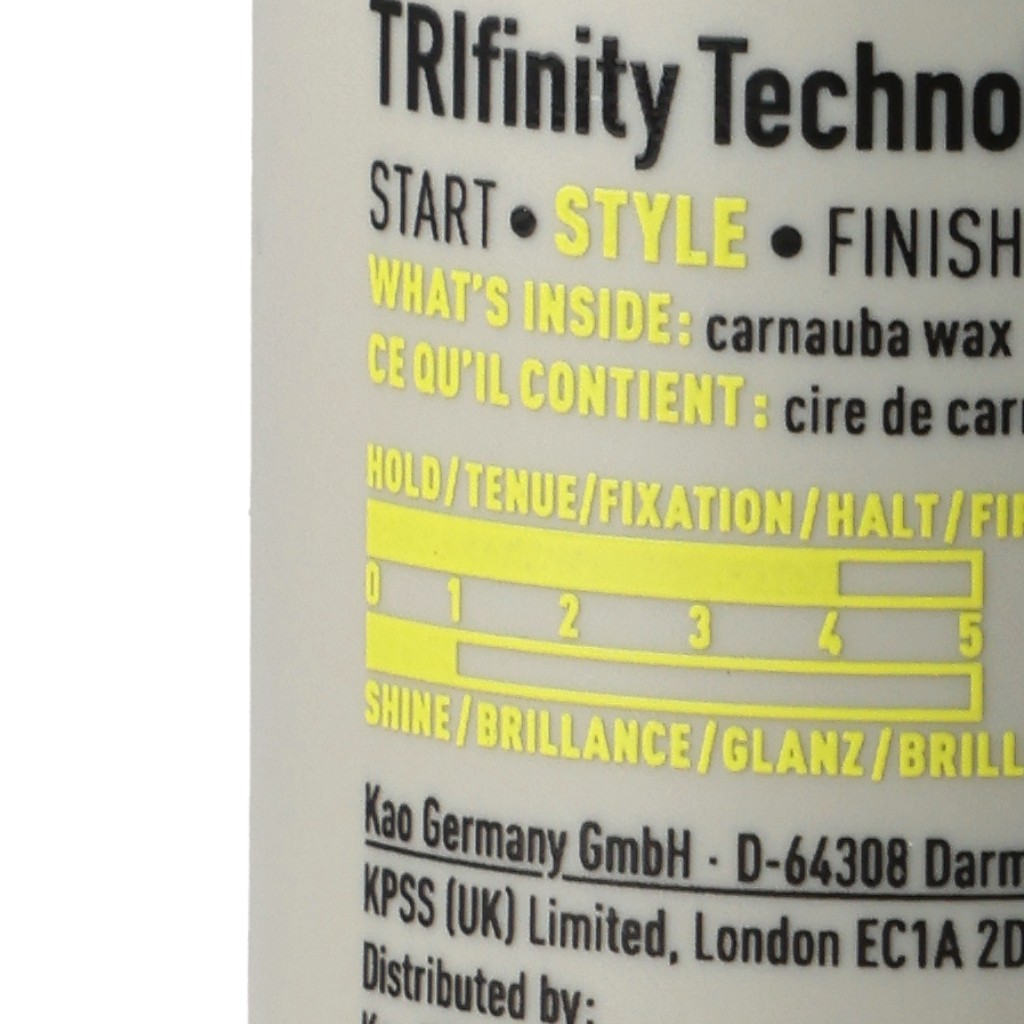 TRIfinity Techno
START • STYLE • FINISH
WHAT'S INSIDE: carnauba wax
CE QU'IL CONTIENT : cire de carn
HOLD/TENUE/FIXATION/HALT/FI
0 1 2 3 4 5
SHINE/BRILLANCE/GLANZ/BRILL
Kao Germany GmbH · D-64308 Darm
KPSS (UK) Limited, London EC1A 2D
Distributed by: